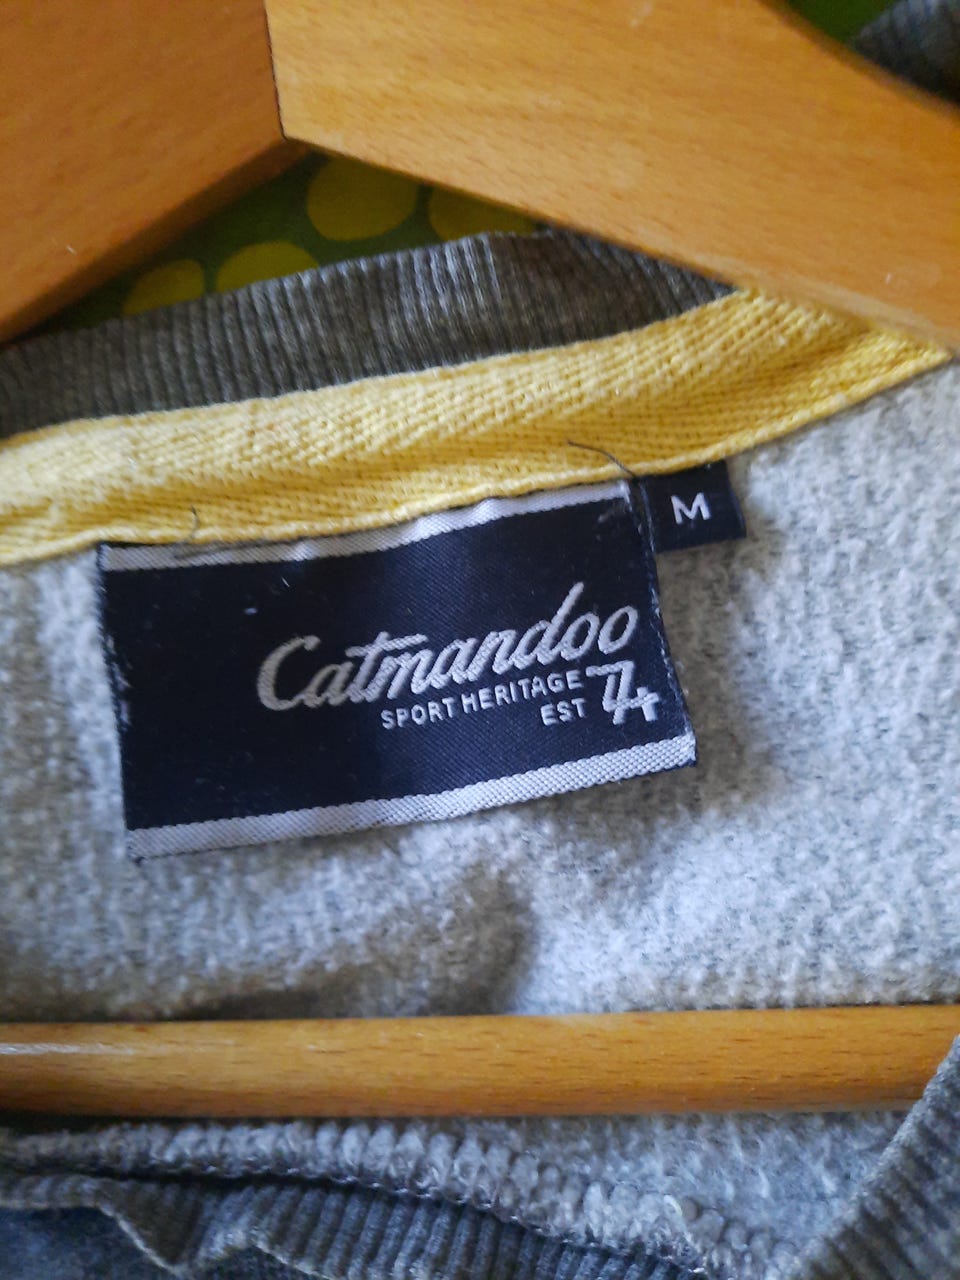 M
Catmandoo
SPORT HERITAGE
EST 74